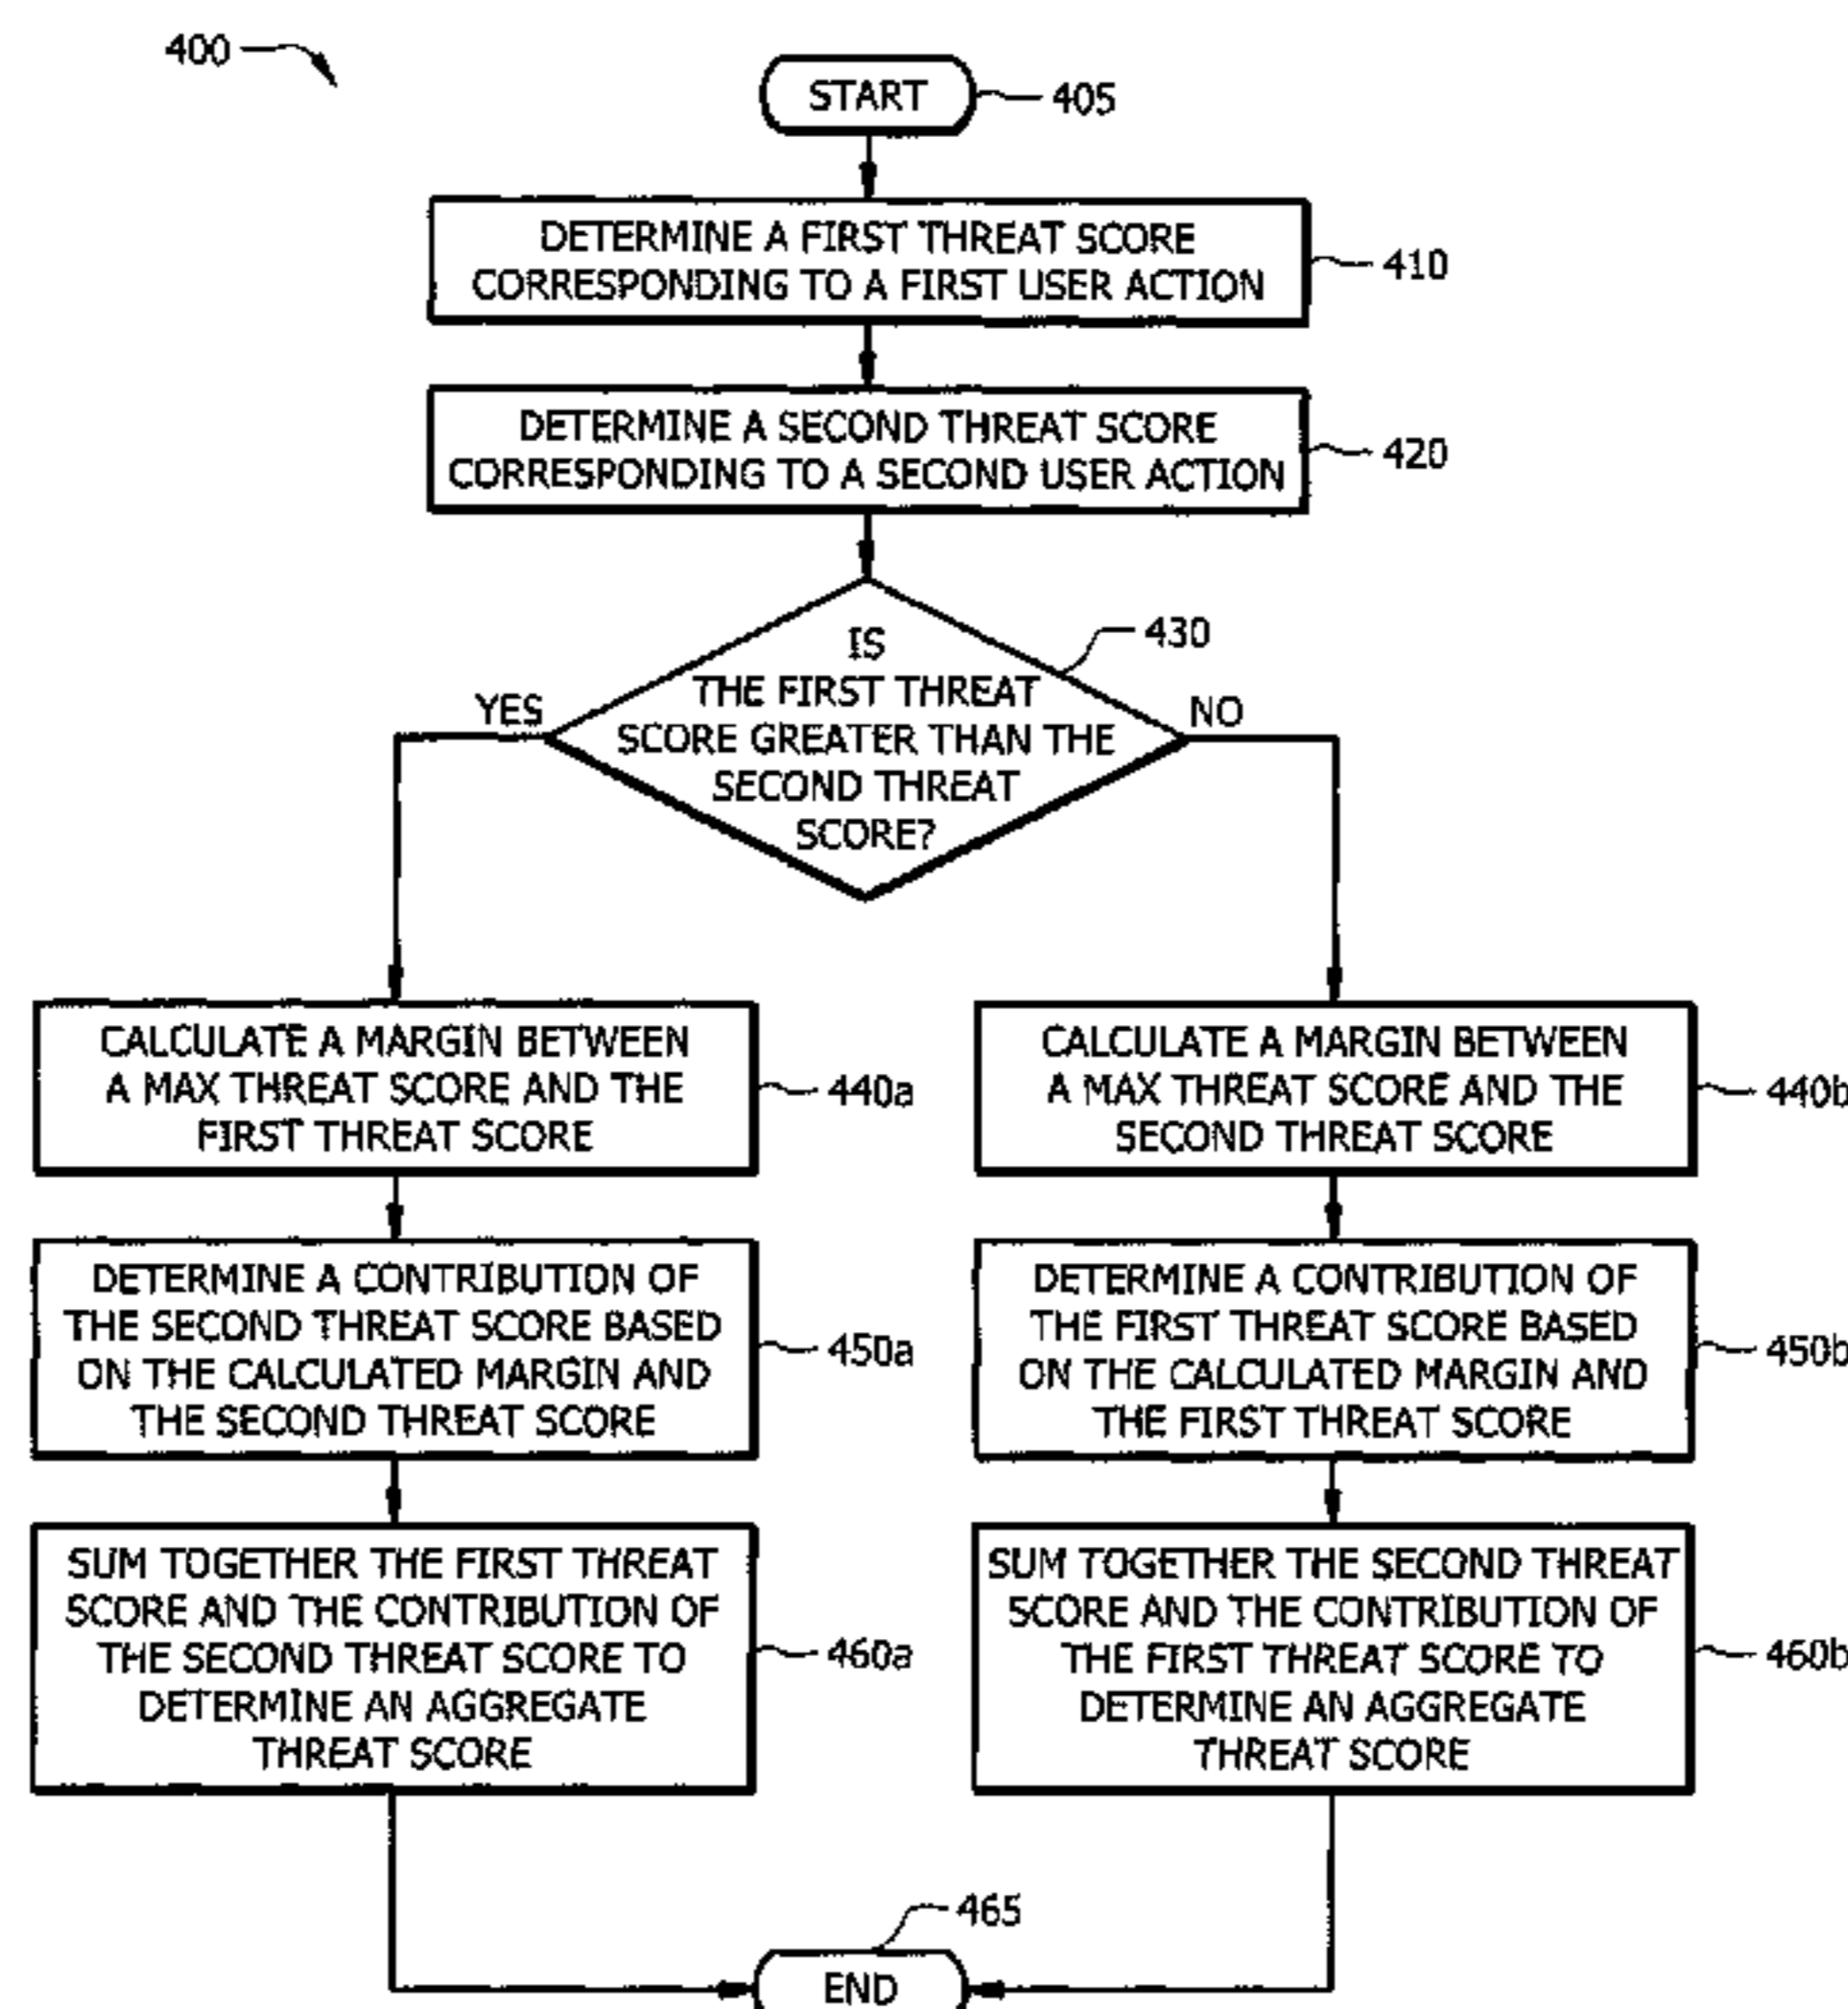 400
START
405
DETERMINE A FIRST THREAT SCORE
CORRESPONDING TO A FIRST USER ACTION
410
DETERMINE A SECOND THREAT SCORE
CORRESPONDING TO A SECOND USER ACTION
420
IS
THE FIRST THREAT
SCORE GREATER THAN THE
SECOND THREAT
SCORE?
430
YES
NO
CALCULATE A MARGIN BETWEEN
A MAX THREAT SCORE AND THE
FIRST THREAT SCORE
440a
DETERMINE A CONTRIBUTION OF
THE SECOND THREAT SCORE BASED
ON THE CALCULATED MARGIN AND
THE SECOND THREAT SCORE
450a
SUM TOGETHER THE FIRST THREAT
SCORE AND THE CONTRIBUTION OF
THE SECOND THREAT SCORE TO
DETERMINE AN AGGREGATE
THREAT SCORE
460a
CALCULATE A MARGIN BETWEEN
A MAX THREAT SCORE AND THE
SECOND THREAT SCORE
440b
DETERMINE A CONTRIBUTION OF
THE FIRST THREAT SCORE BASED
ON THE CALCULATED MARGIN AND
THE FIRST THREAT SCORE
450b
SUM TOGETHER THE SECOND THREAT
SCORE AND THE CONTRIBUTION OF
THE FIRST THREAT SCORE TO
DETERMINE AN AGGREGATE
THREAT SCORE
460b
465
END